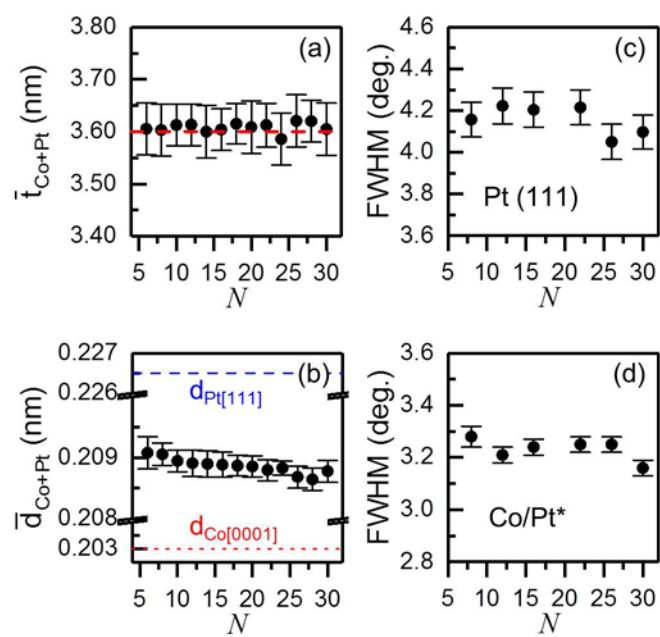 (a)
t̄Co+Pt (nm)
3.80
3.70
3.60
3.50
3.40
5 10 15 20 25 30
N
(c)
FWHM (deg.)
4.6
4.4
4.2
4.0
3.8
3.6
Pt (111)
5 10 15 20 25 30
N
(b)
d̄Co+Pt (nm)
0.227
0.226
0.209
0.208
0.203
dPt[111]
dCo[0001]
5 10 15 20 25 30
N
(d)
FWHM (deg.)
3.6
3.4
3.2
3.0
2.8
Co/Pt*
5 10 15 20 25 30
N